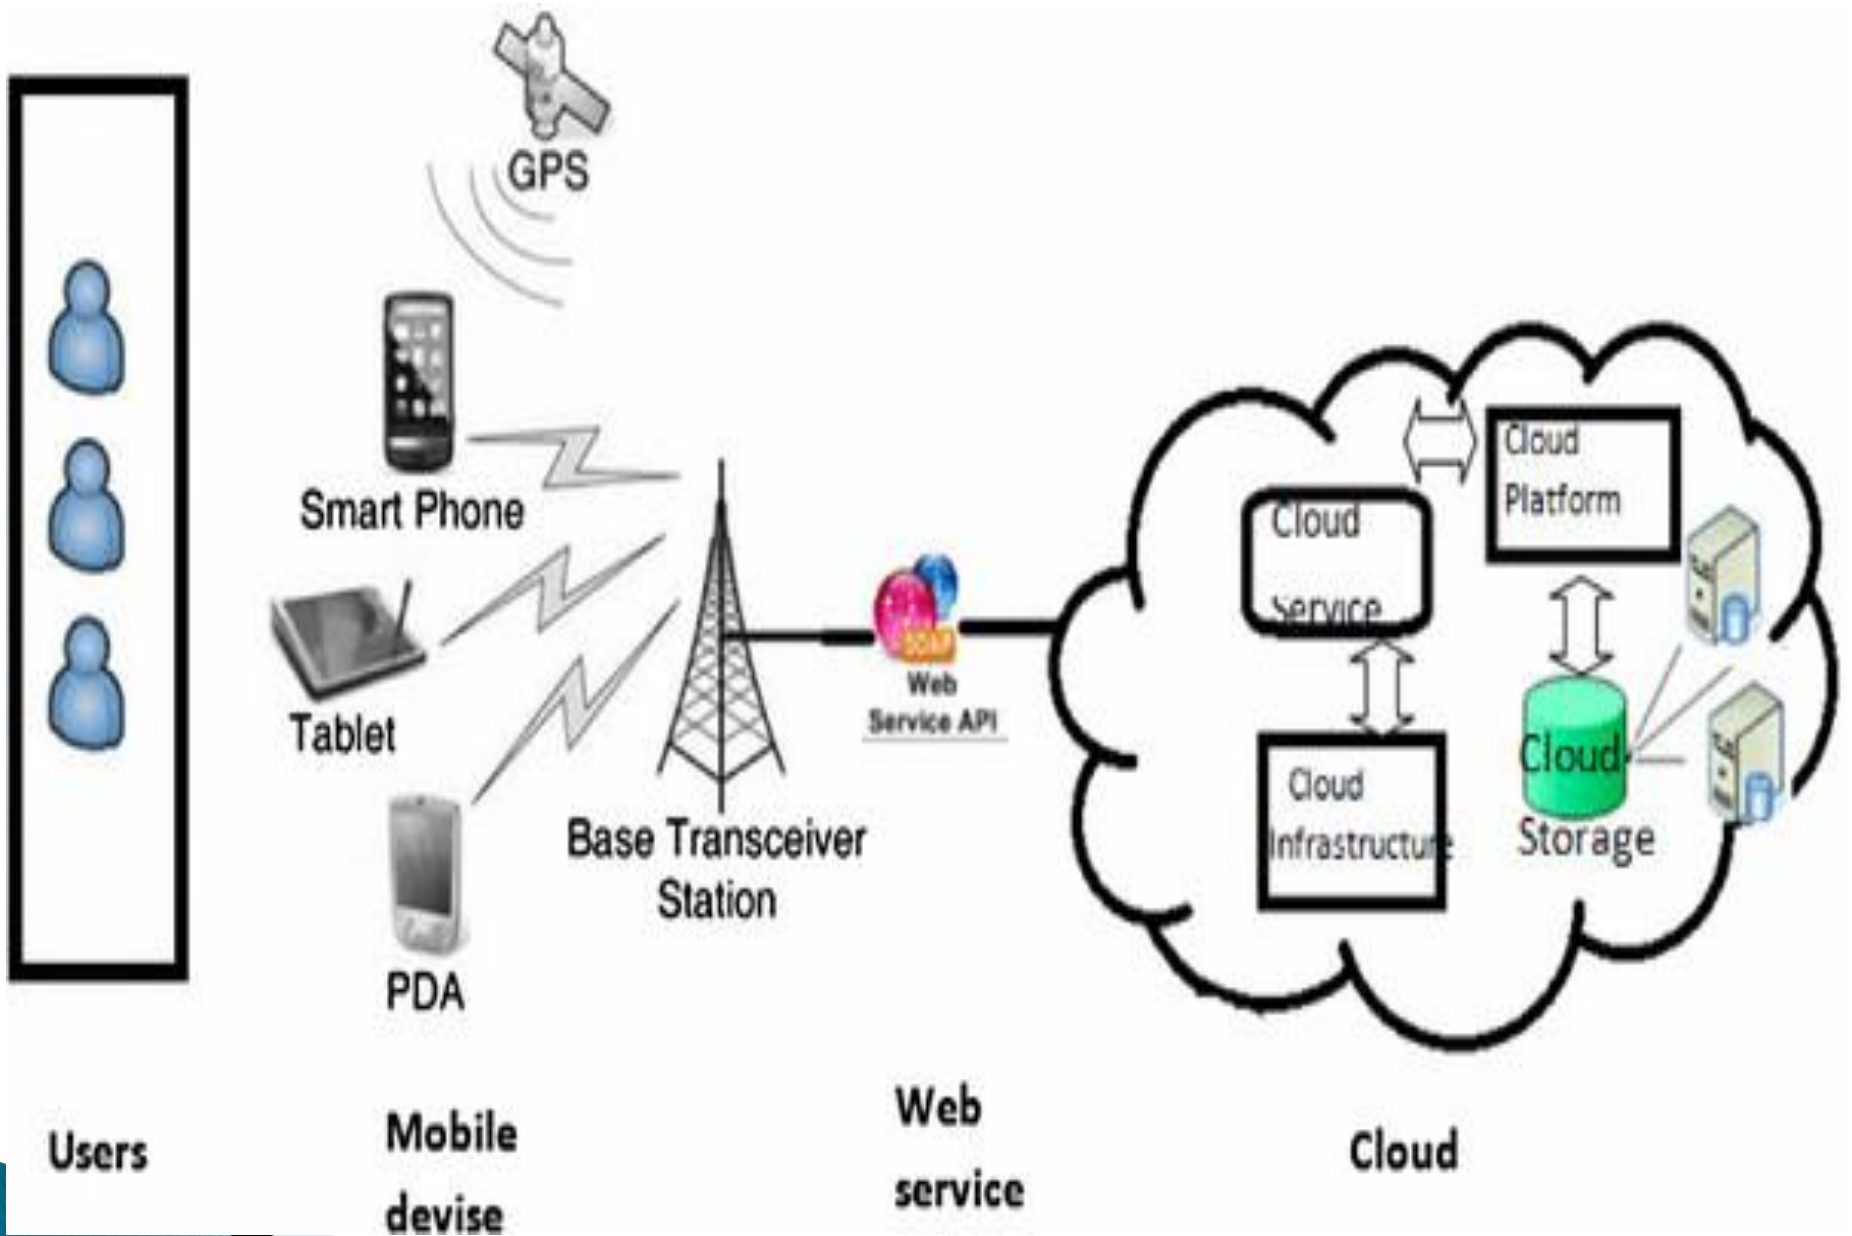 GPS
Smart Phone
Tablet
PDA
Base Transceiver
Station
SOAP
Web
Service API
Cloud
Service
Cloud
Platform
Cloud
Infrastructure
Cloud
Storage
Users
Mobile
devise
Web
service
Cloud